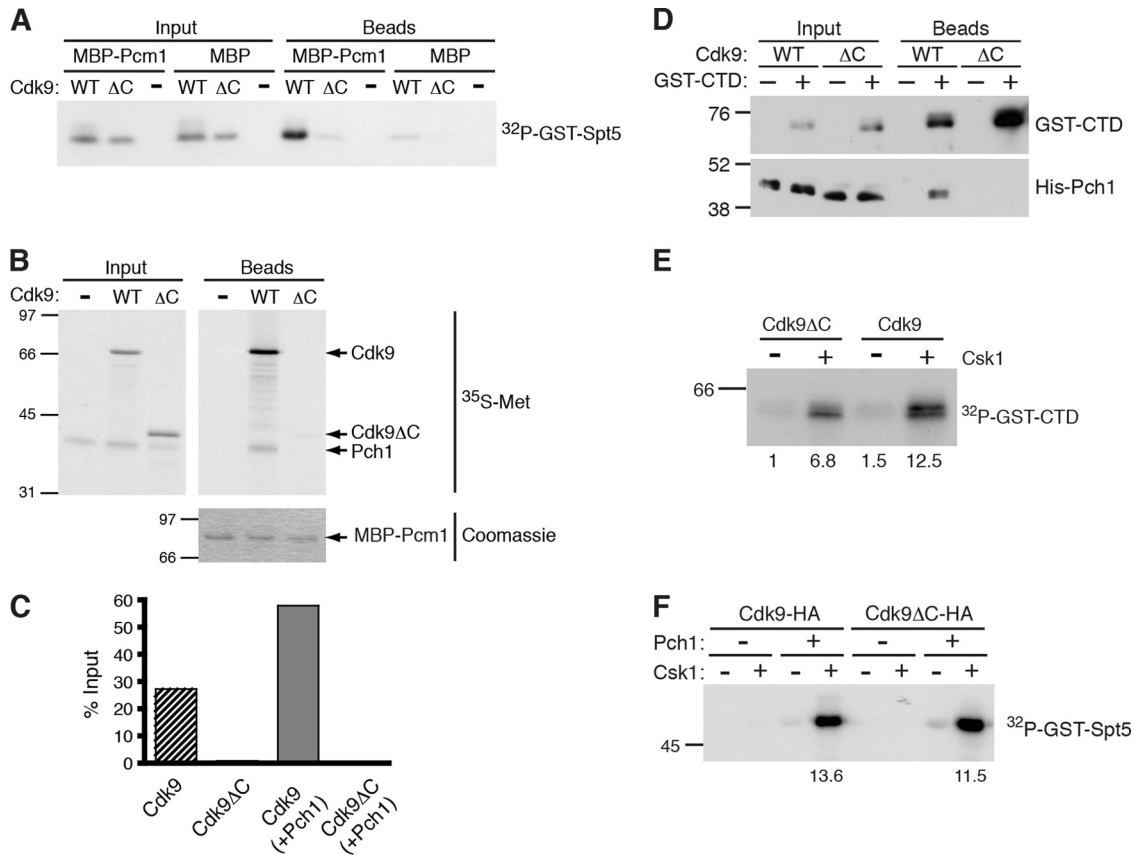 A
Input Beads
MBP-Pcm1 MBP MBP-Pcm1 MBP
Cdk9: WT ΔC - WT ΔC - WT ΔC - WT ΔC -
32P-GST-Spt5
B
Input Beads
Cdk9: - WT ΔC - WT ΔC
97
66
45
31
Cdk9
Cdk9ΔC
Pch1
35S-Met
97
66
MBP-Pcm1
Coomassie
C
% Input
60
50
40
30
20
10
0
Cdk9
Cdk9ΔC
Cdk9 (+Pch1)
Cdk9ΔC (+Pch1)
D
Input Beads
Cdk9: WT ΔC WT ΔC
GST-CTD: - + - + - + - +
76
GST-CTD
52
38
His-Pch1
E
Cdk9ΔC Cdk9
- + - + Csk1
66
32P-GST-CTD
1 6.8 1.5 12.5
F
Cdk9-HA Cdk9ΔC-HA
Pch1: - + - +
Csk1: - + - + - + - +
45
32P-GST-Spt5
13.6 11.5